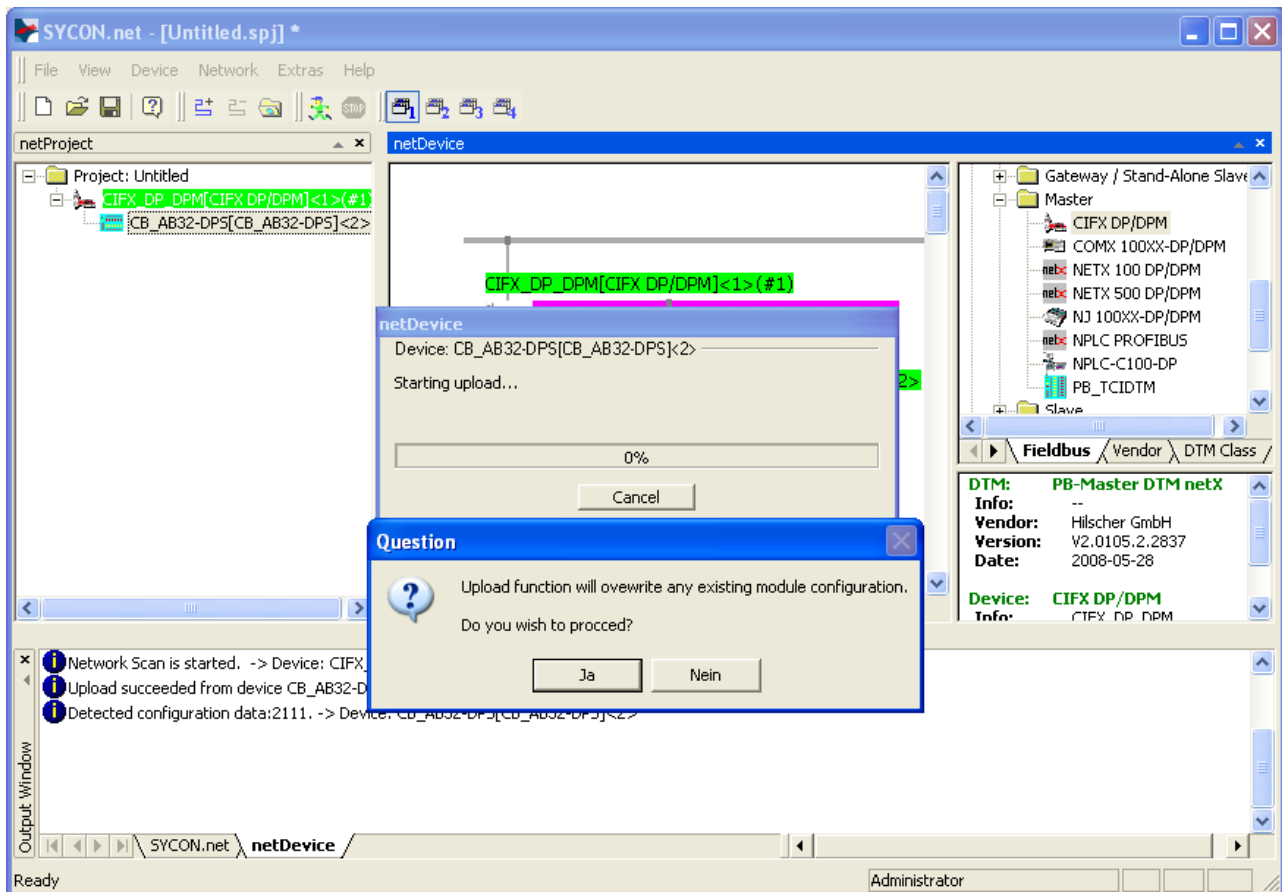 SYCON.net - [Untitled.spj] *
File View Device Network Extras Help
STOP
1 2 3 4
netProject
netDevice
Project: Untitled
CIFX_DP_DPM[CIFX DP/DPM]<1>(#1)
CB_AB32-DPS[CB_AB32-DPS]<2>
CIFX_DP_DPM[CIFX DP/DPM]<1>(#1)
2>
Gateway / Stand-Alone Slave
Master
CIFX DP/DPM
COMX 100XX-DP/DPM
NETX 100 DP/DPM
NETX 500 DP/DPM
NJ 100XX-DP/DPM
NPLC PROFIBUS
NPLC-C100-DP
PB_TCIDTM
Slave
Fieldbus Vendor DTM Class
DTM: PB-Master DTM netX
Info: --
Vendor: Hilscher GmbH
Version: V2.0105.2.2837
Date: 2008-05-28
Device: CIFX DP/DPM
Info: CIFX_DP_DPM
netDevice
Device: CB_AB32-DPS[CB_AB32-DPS]<2>
Starting upload...
0%
Cancel
Question
Upload function will ovewrite any existing module configuration.
Do you wish to procced?
Ja Nein
Network Scan is started. -> Device: CIFX_
Upload succeeded from device CB_AB32-D
Detected configuration data:2111. -> Device: CB_AB32-DPS[CB_AB32-DPS]<2>
Output Window
SYCON.net netDevice
Ready
Administrator